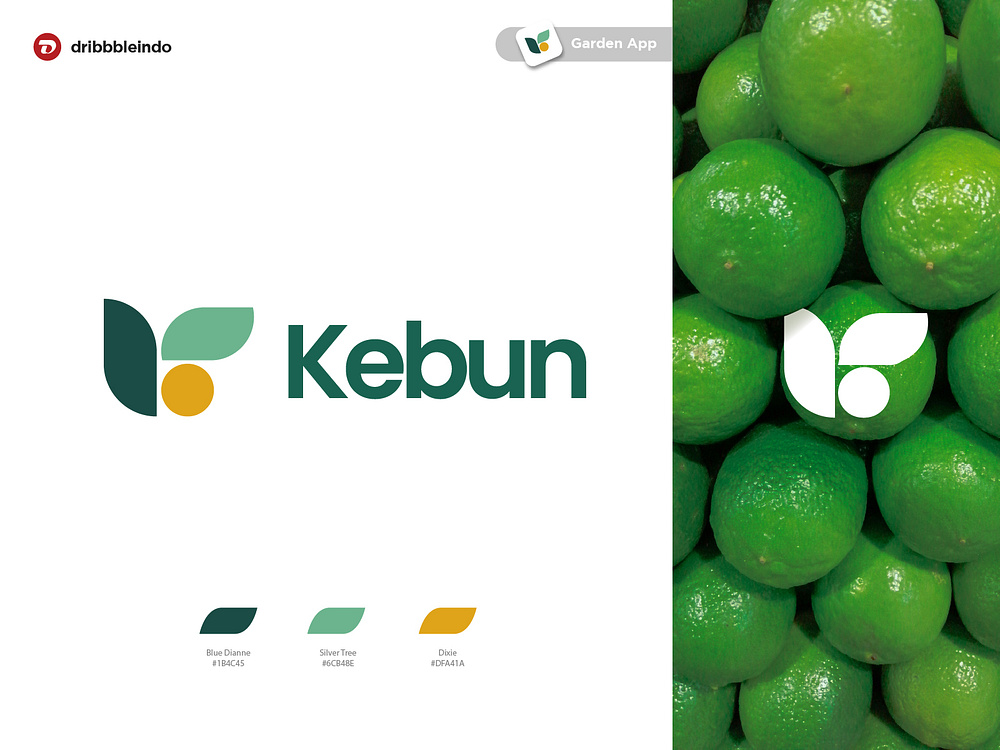 dribbbleindo
Garden App
Kebun
Blue Dianne
#1B4C45
Silver Tree
#6CB48E
Dixie
#DFA41A